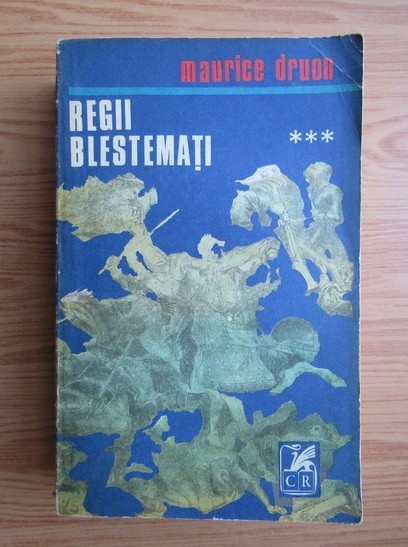 maurice druon
REGII
BLESTEMAȚI
***
CR